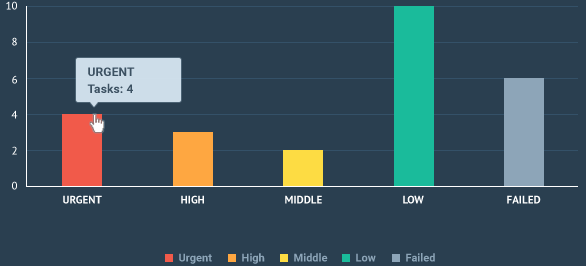 10
8
URGENT
Tasks: 4
6
4
2
0
URGENT HIGH MIDDLE LOW FAILED
Urgent High Middle Low Failed